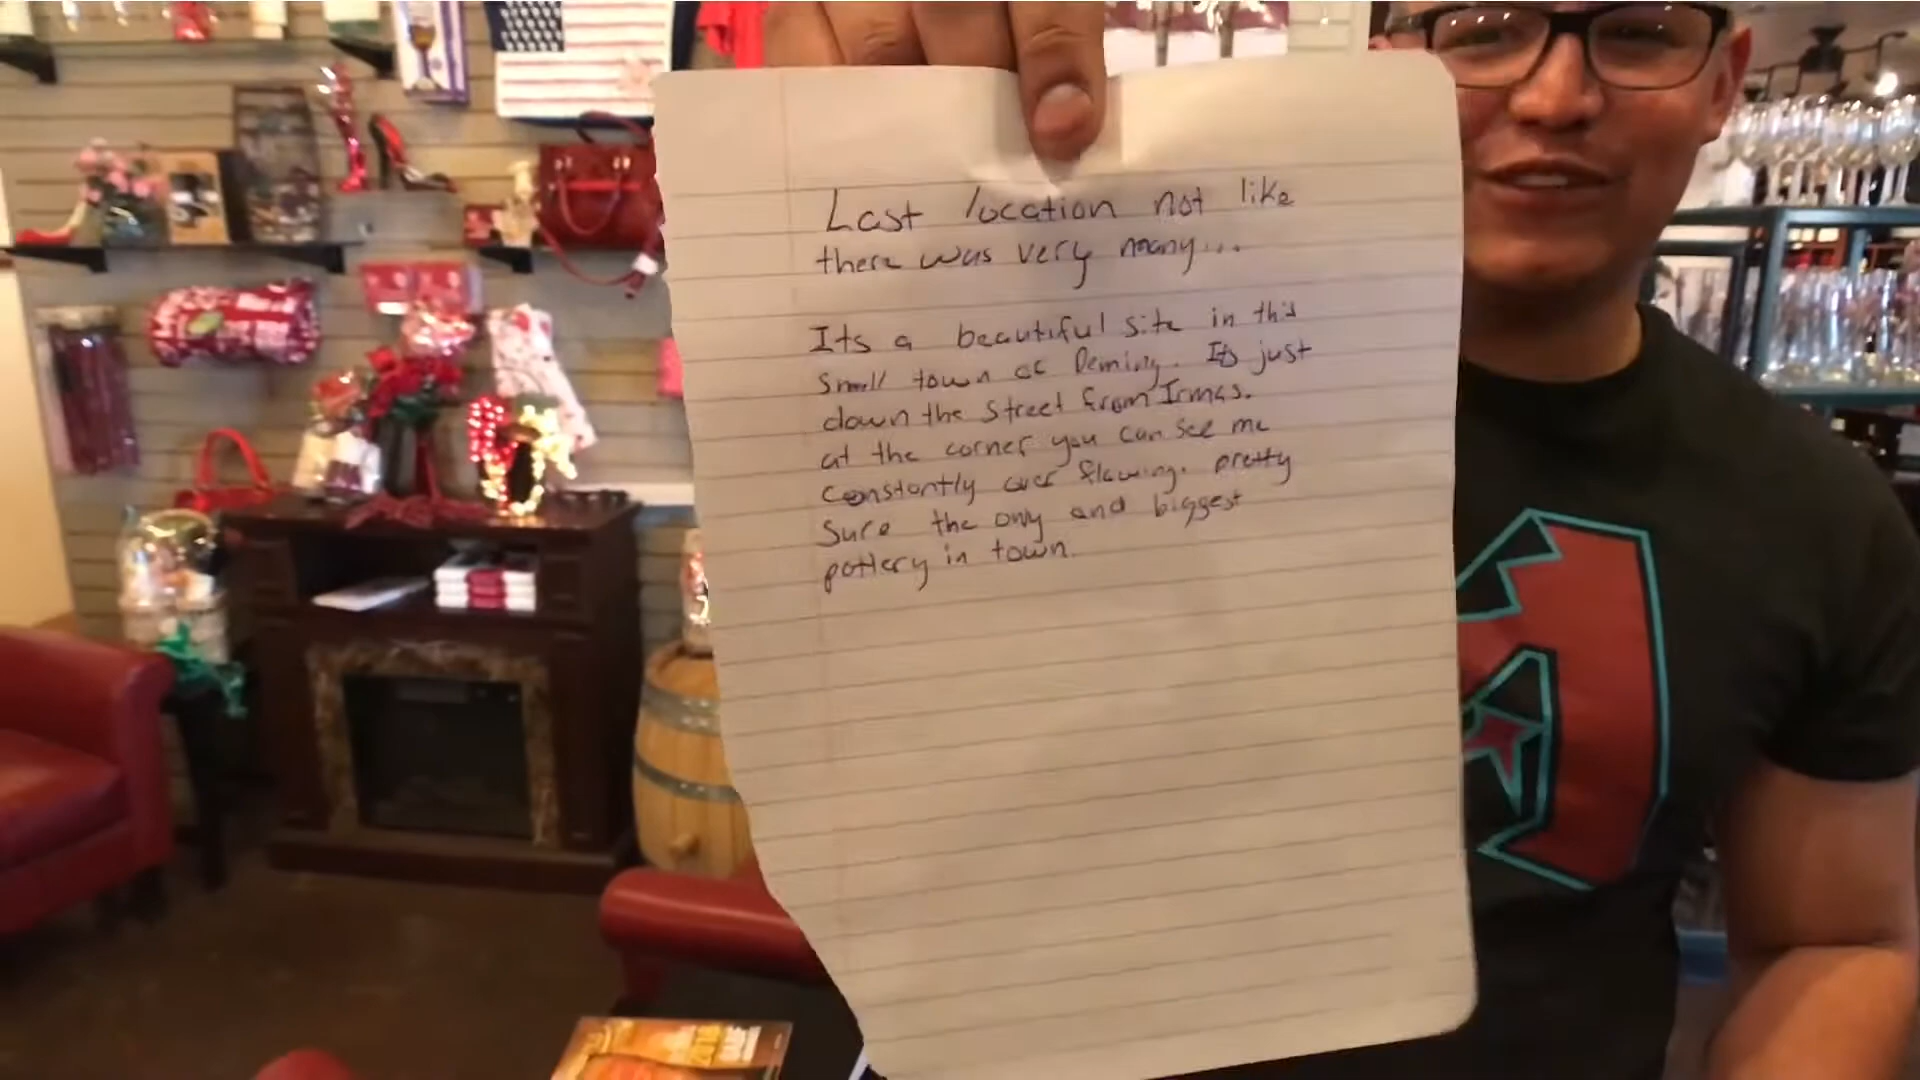 Last location not like
there was very many...
Its a beautiful site in this
small town of Deming. Its just
down the street from Irmas.
at the corner you can see me
constantly over flowing. pretty
Sure the only and biggest
pottery in town.